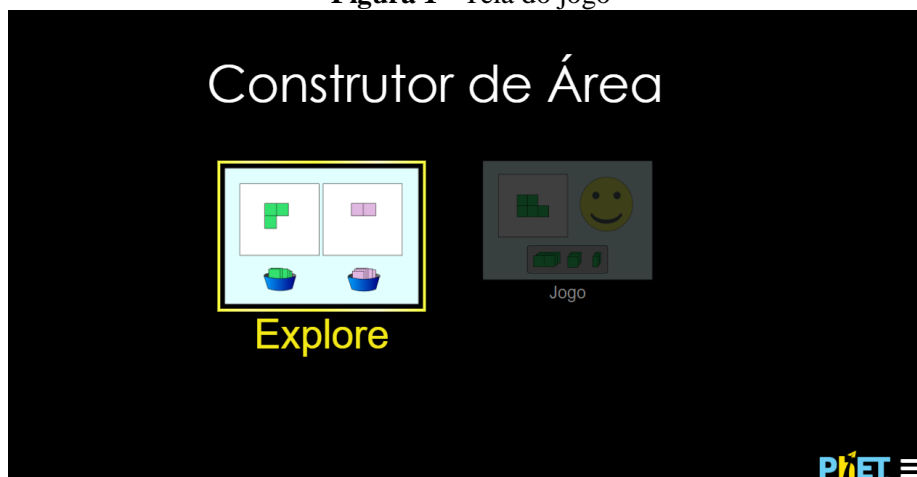 Figura 1 - Tela do jogo
Construtor de Área
Explore
Jogo
PhET